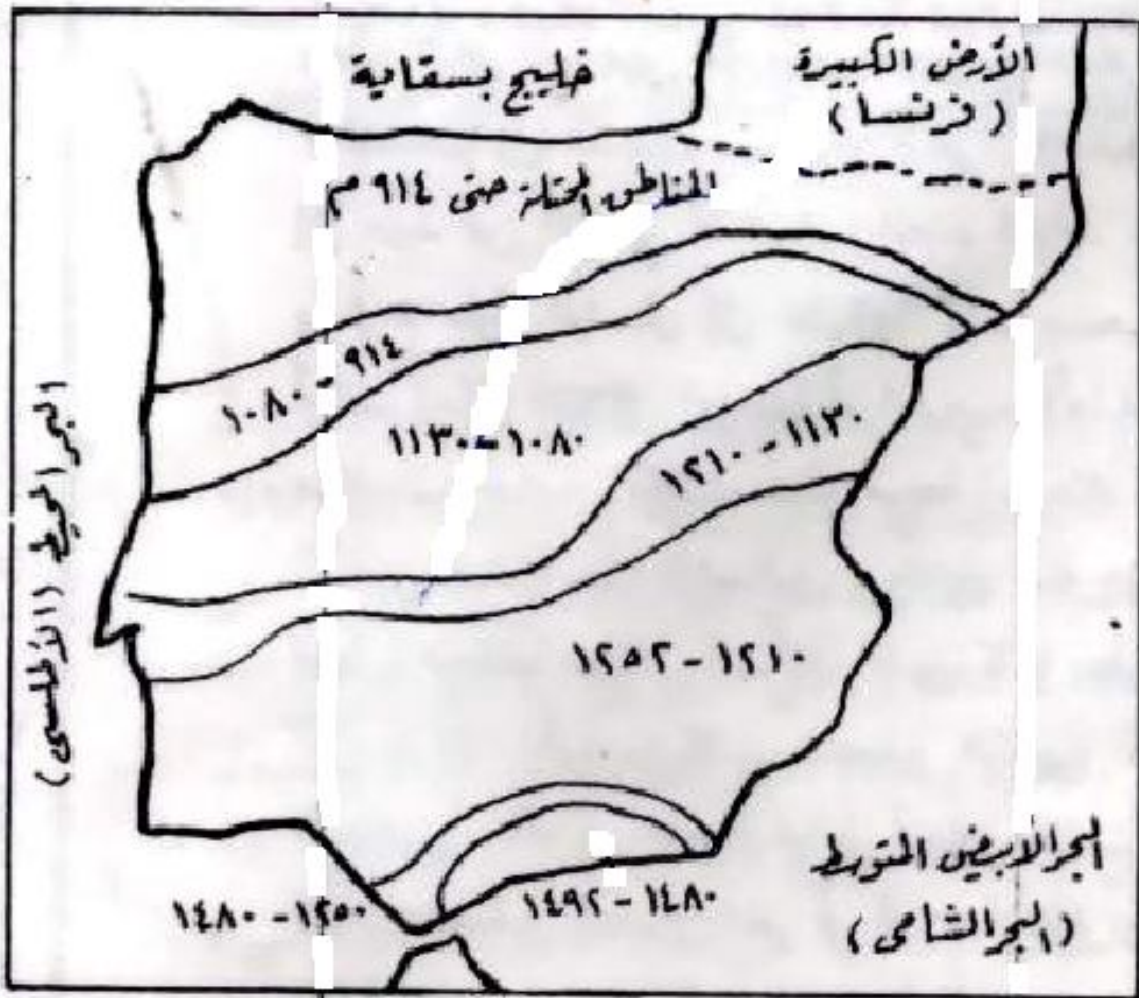 خليج بسقاية
الأرض الكبيرة
(فرنسا)
المناطق المحتلة حتى ٩١٤ م
٩١٤ - ١٠٨٠
١٠٨٠ - ١١٣٠
١١٣٠ - ١٢١٠
١٢١٠ - ١٢٥٢
البحر المحيط (الأطلسي)
١٢٥٠ - ١٤٨٠
١٤٨٠ - ١٤٩٢
البحر الأبيض المتوسط
(البحر الشامي)